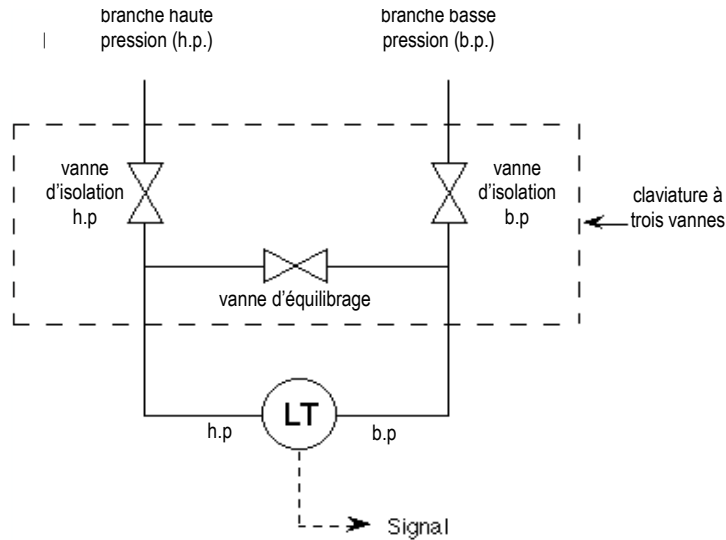 branche haute
pression (h.p.)
branche basse
pression (b.p.)
vanne
d'isolation
h.p
vanne
d'isolation
b.p
claviature à
trois vannes
vanne d'équilibrage
LT
h.p
b.p
Signal